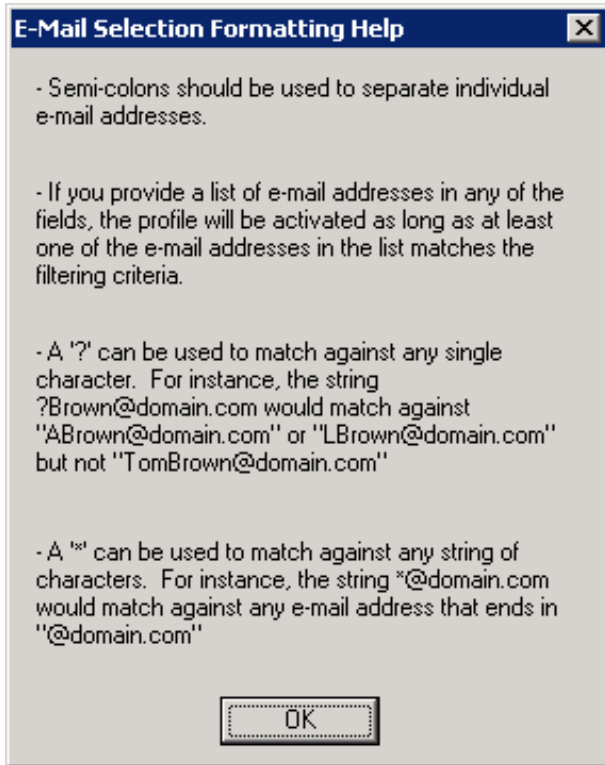 E-Mail Selection Formatting Help
- Semi-colons should be used to separate individual
e-mail addresses.
- If you provide a list of e-mail addresses in any of the
fields, the profile will be activated as long as at least
one of the e-mail addresses in the list matches the
filtering criteria.
- A '?' can be used to match against any single
character.  For instance, the string
?Brown@domain.com would match against
"ABrown@domain.com" or "LBrown@domain.com"
but not "TomBrown@domain.com"
- A '*' can be used to match against any string of
characters.  For instance, the string *@domain.com
would match against any e-mail address that ends in
"@domain.com"
OK